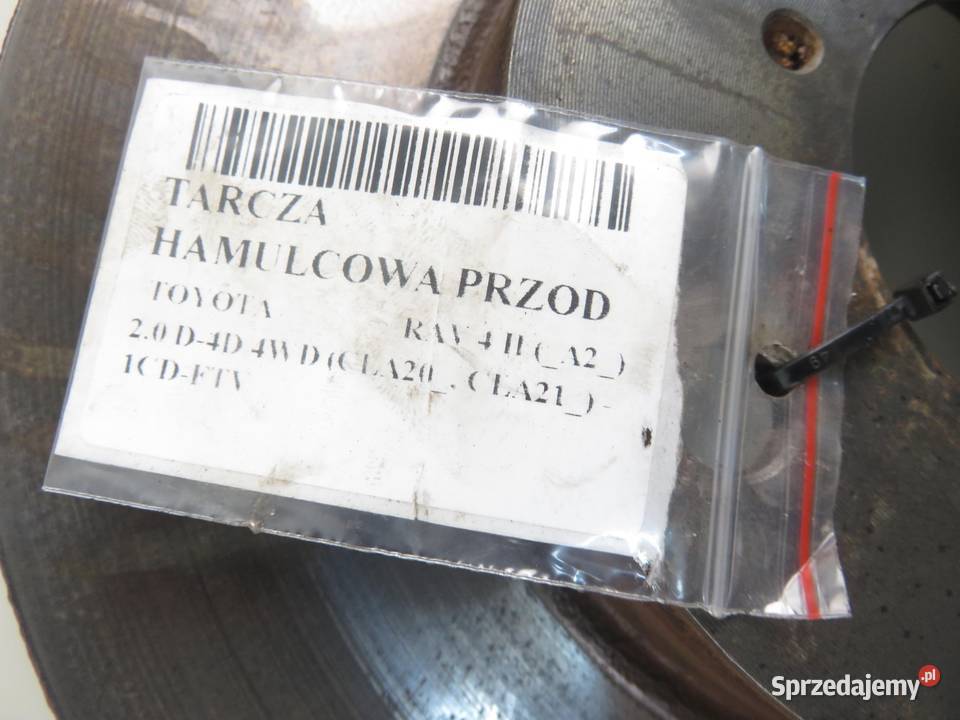 TARCZA
HAMULCOWA PRZOD
TOYOTA RAV 4 II (_A2_)
2.0 D-4D 4WD (CLA20_, CLA21_) -
1CD-FTV
Sprzedajemy.pl